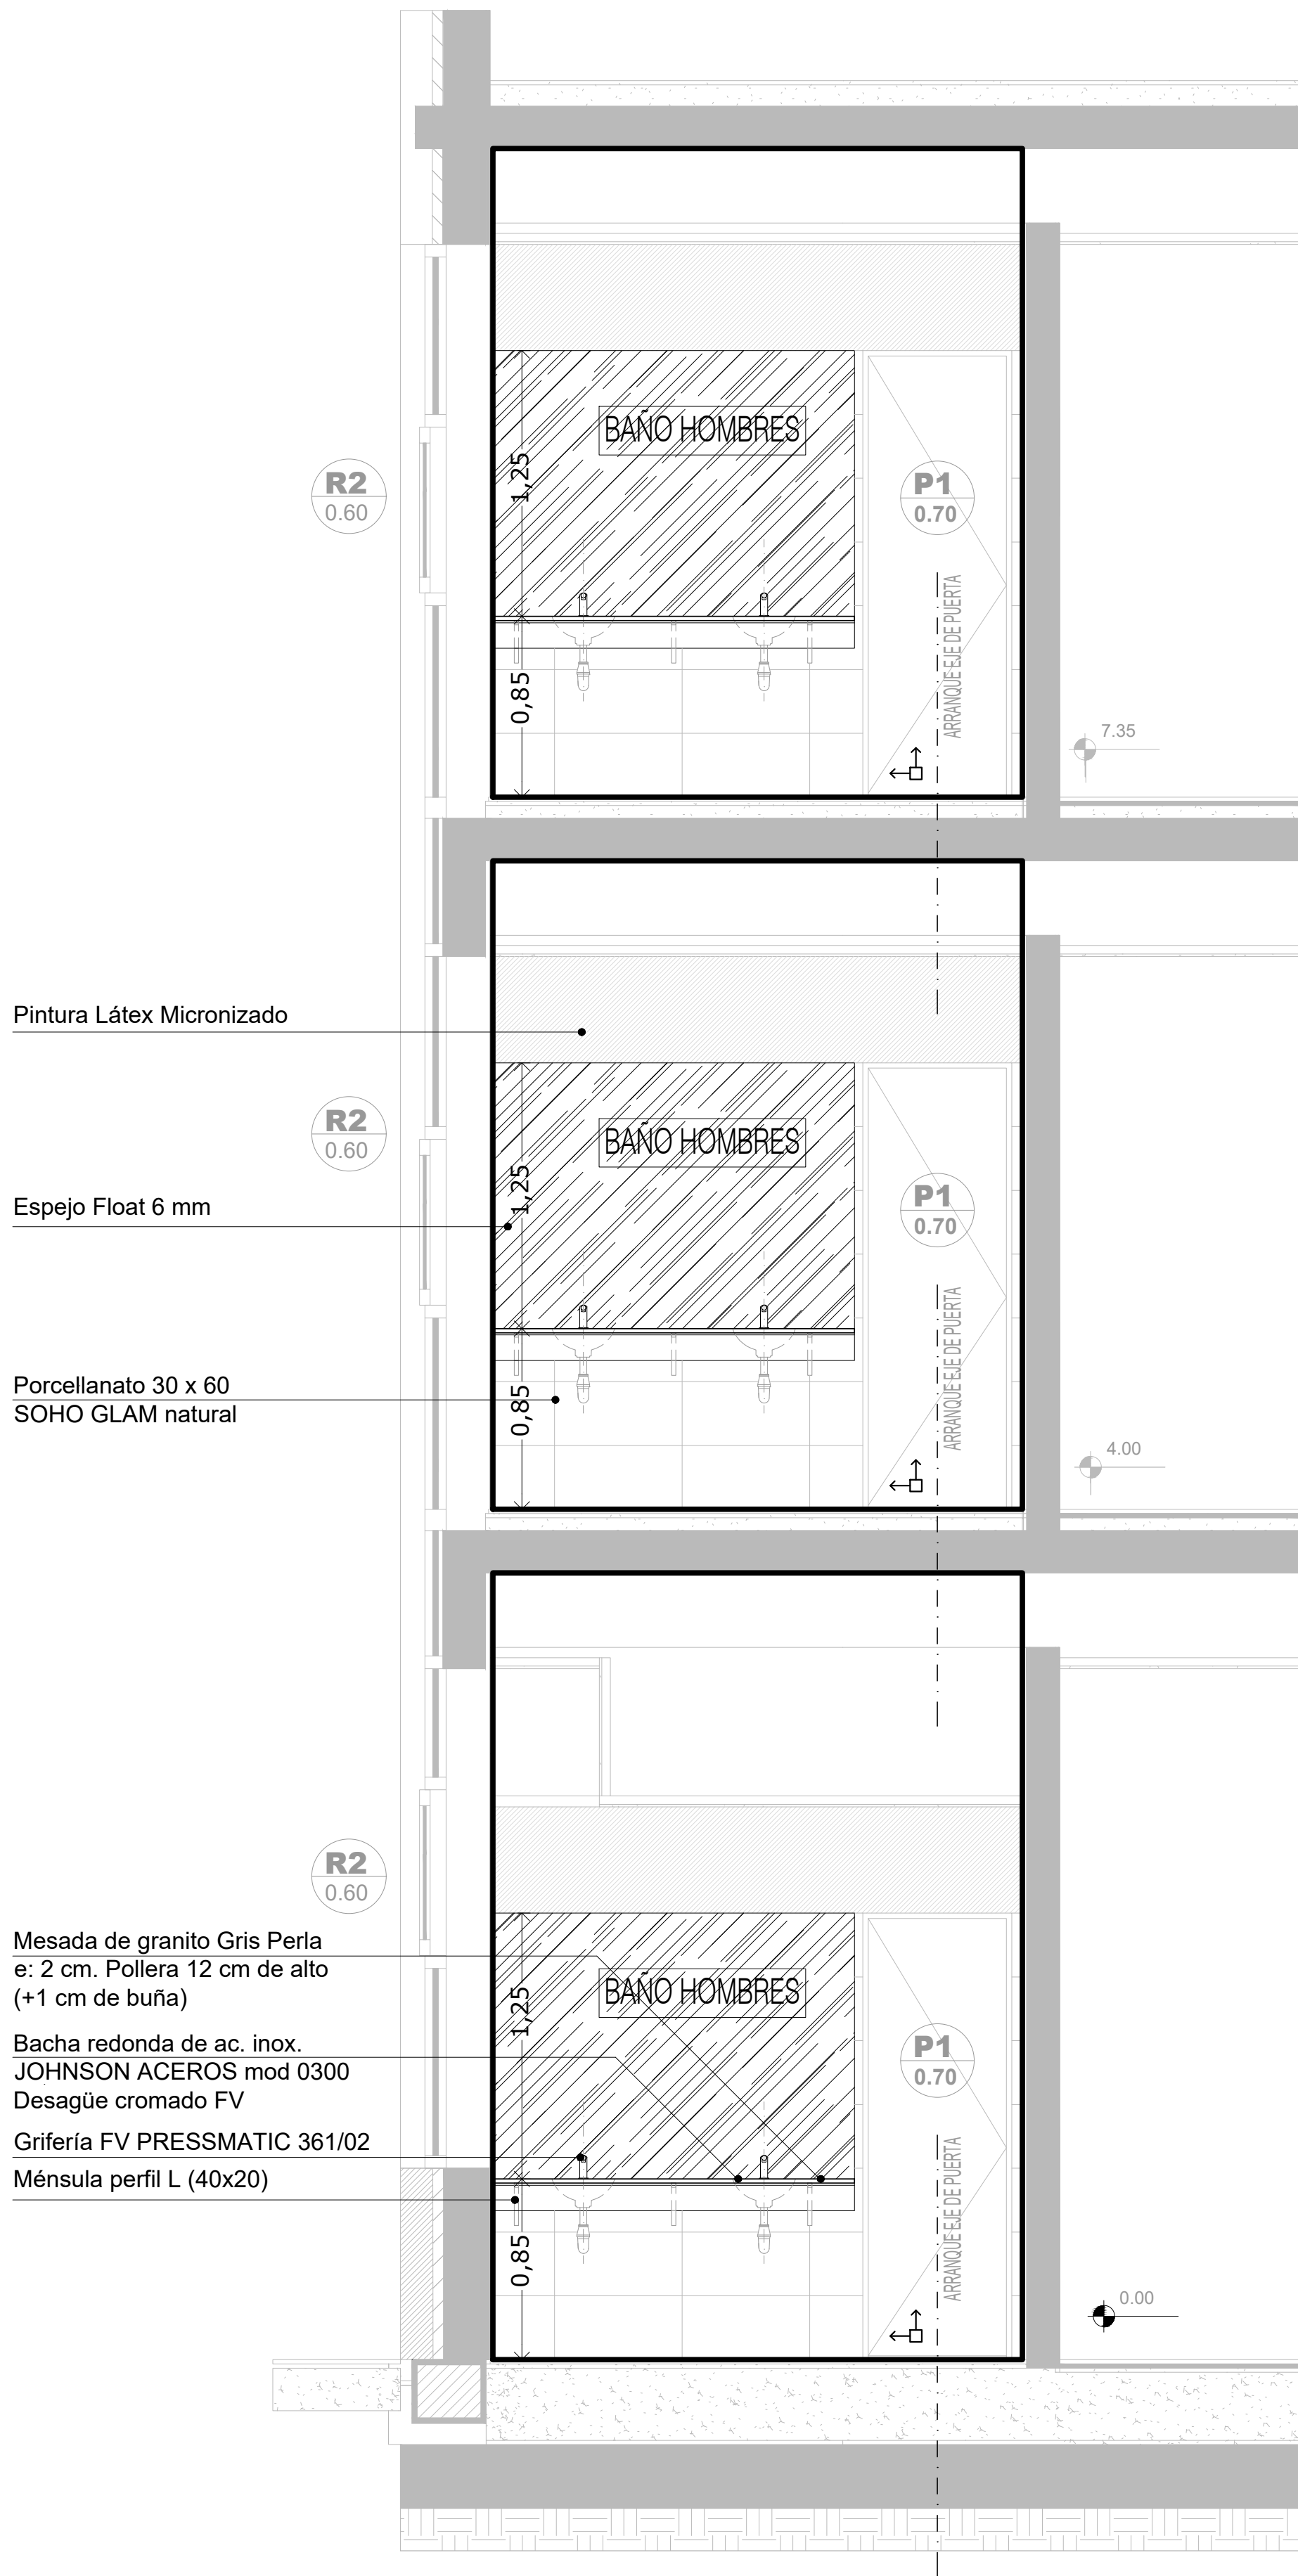 BAÑO HOMBRES
1,25
R2
0.60
P1
0.70
ARRANQUE EJE DE PUERTA
0,85
7.35
Pintura Látex Micronizado
R2
0.60
BAÑO HOMBRES
1,25
P1
0.70
Espejo Float 6 mm
ARRANQUE EJE DE PUERTA
Porcellanato 30 x 60
SOHO GLAM natural
0,85
4.00
R2
0.60
Mesada de granito Gris Perla
e: 2 cm. Pollera 12 cm de alto
(+1 cm de buña)
BAÑO HOMBRES
1,25
P1
0.70
Bacha redonda de ac. inox.
JOHNSON ACEROS mod 0300
Desagüe cromado FV
Grifería FV PRESSMATIC 361/02
Ménsula perfil L (40x20)
ARRANQUE EJE DE PUERTA
0,85
0.00